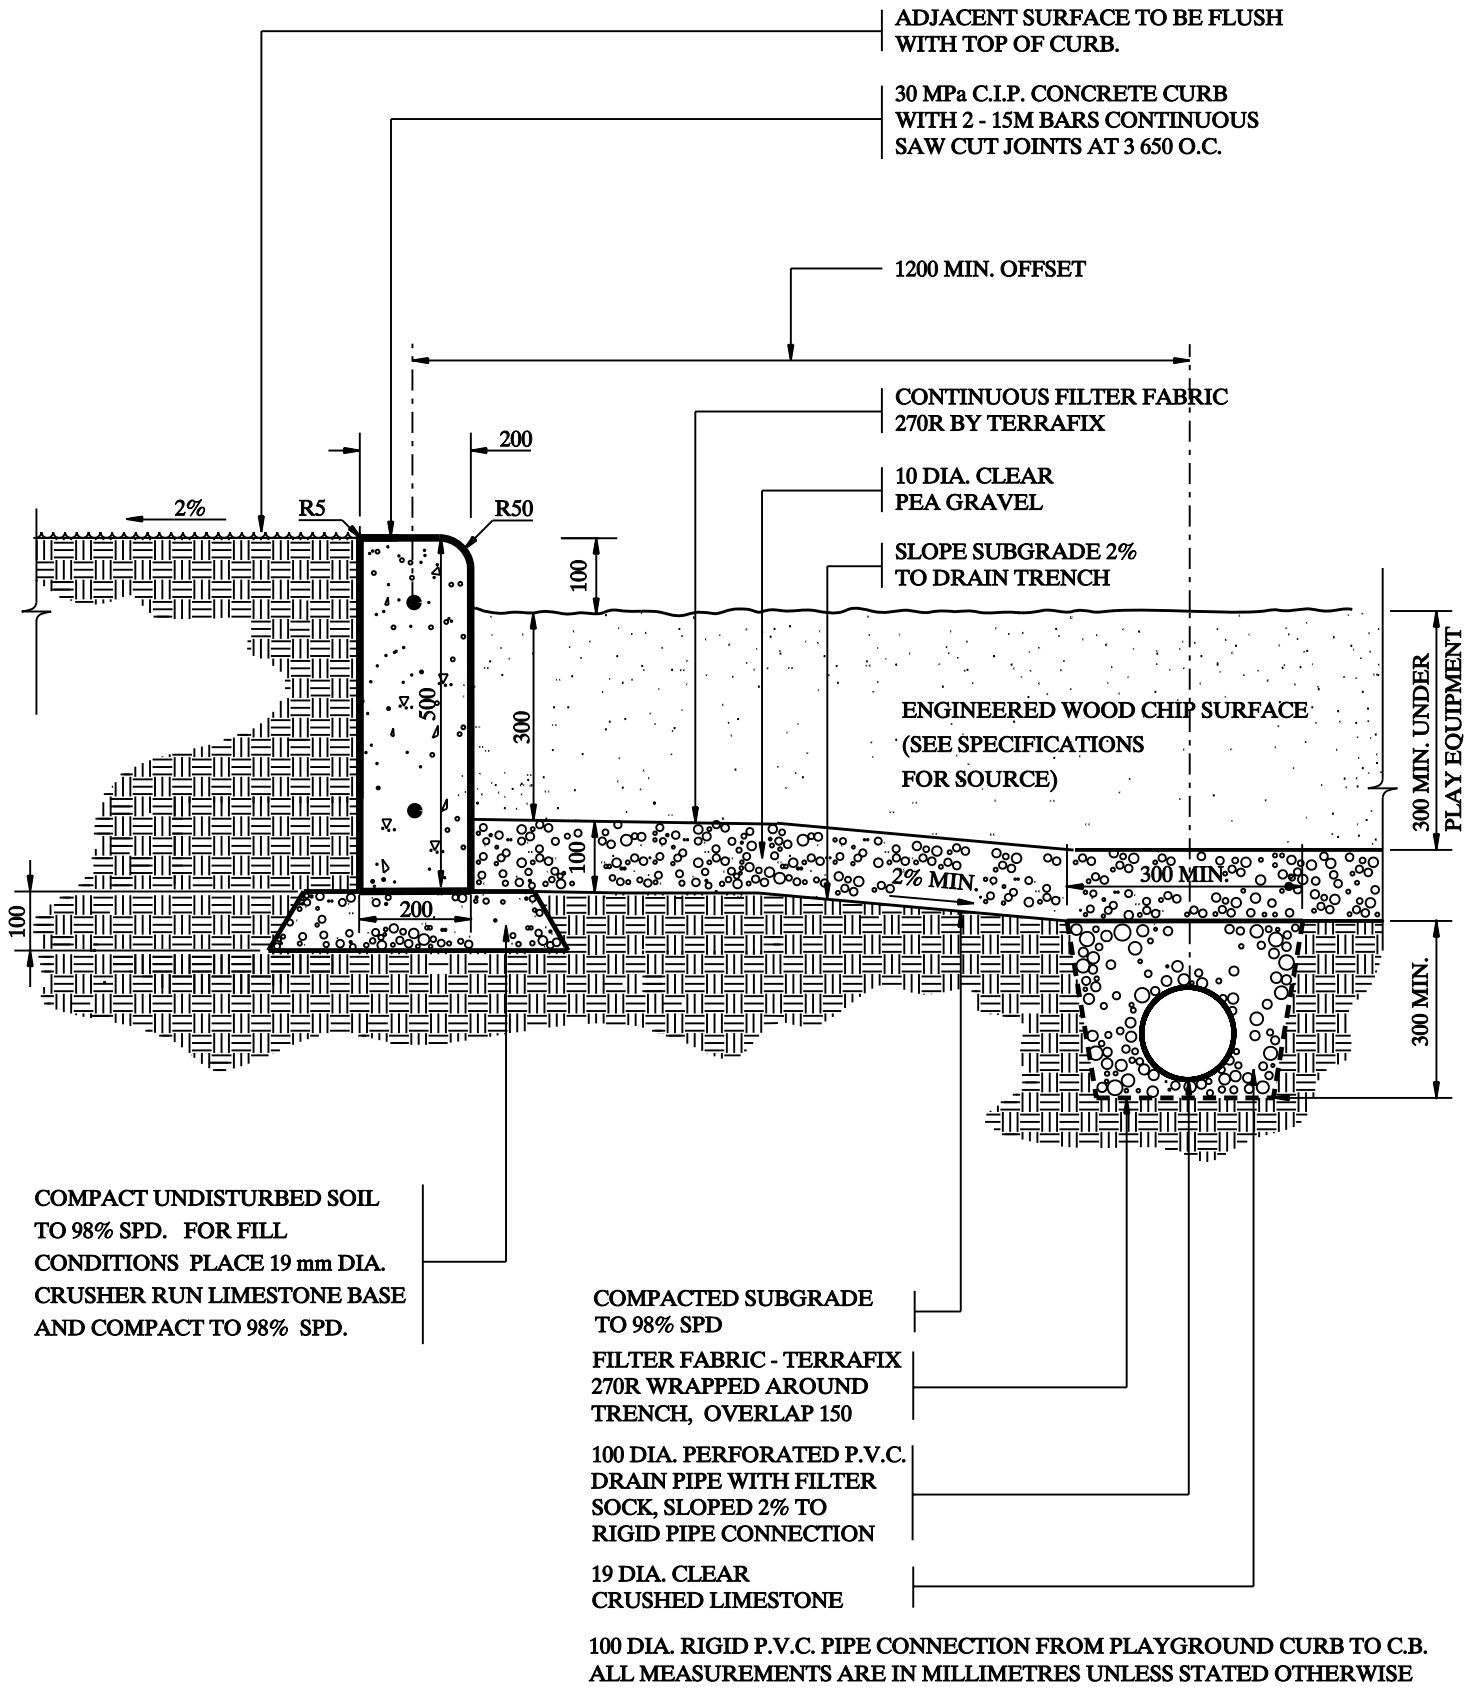 ADJACENT SURFACE TO BE FLUSH
WITH TOP OF CURB.
30 MPa C.I.P. CONCRETE CURB
WITH 2 - 15M BARS CONTINUOUS
SAW CUT JOINTS AT 3 650 O.C.
1200 MIN. OFFSET
CONTINUOUS FILTER FABRIC
270R BY TERRAFIX
200
10 DIA. CLEAR
PEA GRAVEL
2%
R5
R50
SLOPE SUBGRADE 2%
TO DRAIN TRENCH
100
500
300
ENGINEERED WOOD CHIP SURFACE
(SEE SPECIFICATIONS
FOR SOURCE)
300 MIN. UNDER
PLAY EQUIPMENT
100
2% MIN.
300 MIN.
100
200
300 MIN.
COMPACT UNDISTURBED SOIL
TO 98% SPD. FOR FILL
CONDITIONS PLACE 19 mm DIA.
CRUSHER RUN LIMESTONE BASE
AND COMPACT TO 98% SPD.
COMPACTED SUBGRADE
TO 98% SPD
FILTER FABRIC - TERRAFIX
270R WRAPPED AROUND
TRENCH, OVERLAP 150
100 DIA. PERFORATED P.V.C.
DRAIN PIPE WITH FILTER
SOCK, SLOPED 2% TO
RIGID PIPE CONNECTION
19 DIA. CLEAR
CRUSHED LIMESTONE
100 DIA. RIGID P.V.C. PIPE CONNECTION FROM PLAYGROUND CURB TO C.B.
ALL MEASUREMENTS ARE IN MILLIMETRES UNLESS STATED OTHERWISE